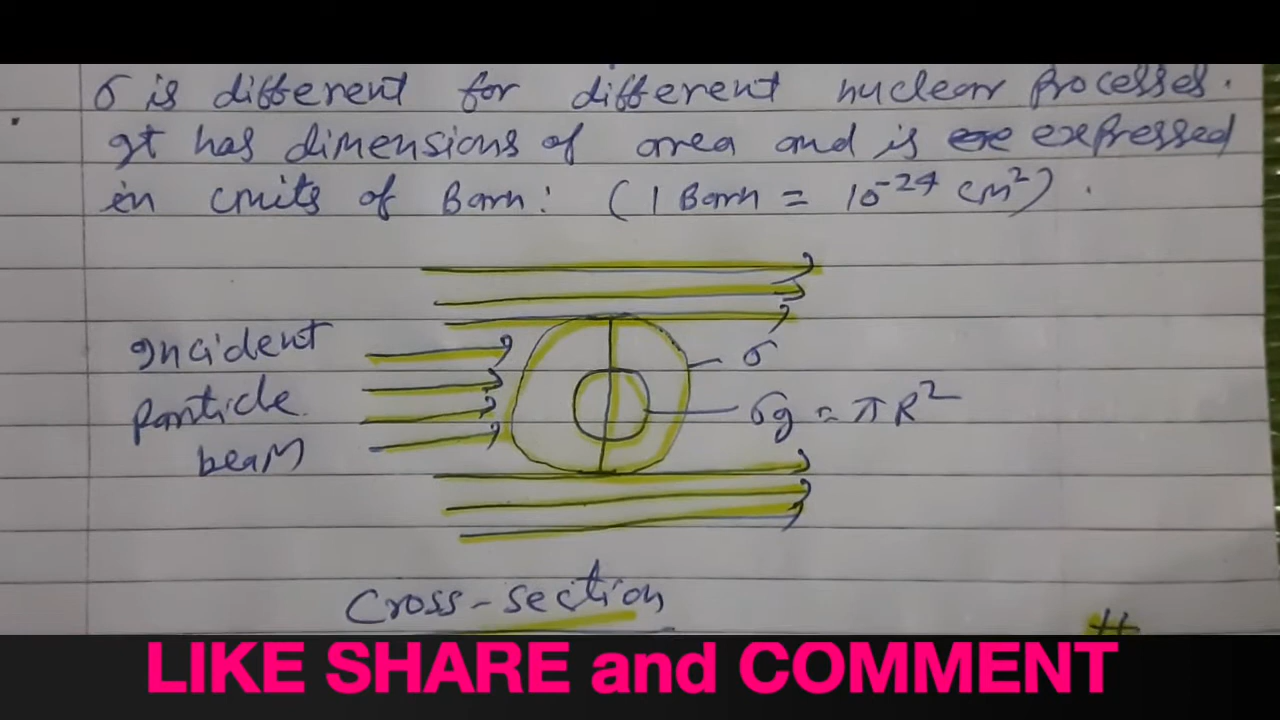 σ is different for different nuclear processes.
It has dimensions of area and is expressed
in units of Barn: (1 Barn = 10⁻²⁴ cm²).
Incident
σ
Particle
σg = πR²
beam
Cross-section
#
LIKE SHARE and COMMENT